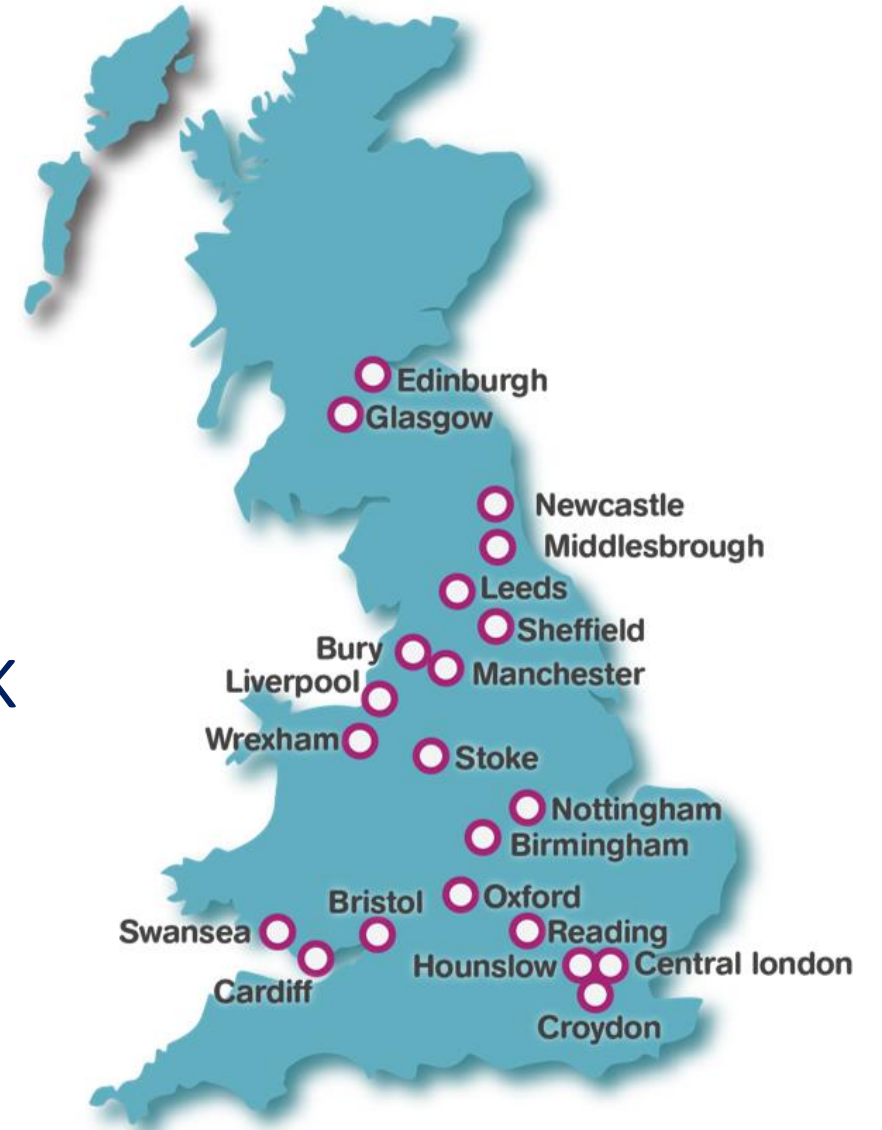 Edinburgh
Glasgow
Newcastle
Middlesbrough
Leeds
Sheffield
Bury
Manchester
Liverpool
Wrexham
Stoke
Nottingham
Birmingham
Oxford
Bristol
Swansea
Reading
Hounslow
Central london
Cardiff
Croydon